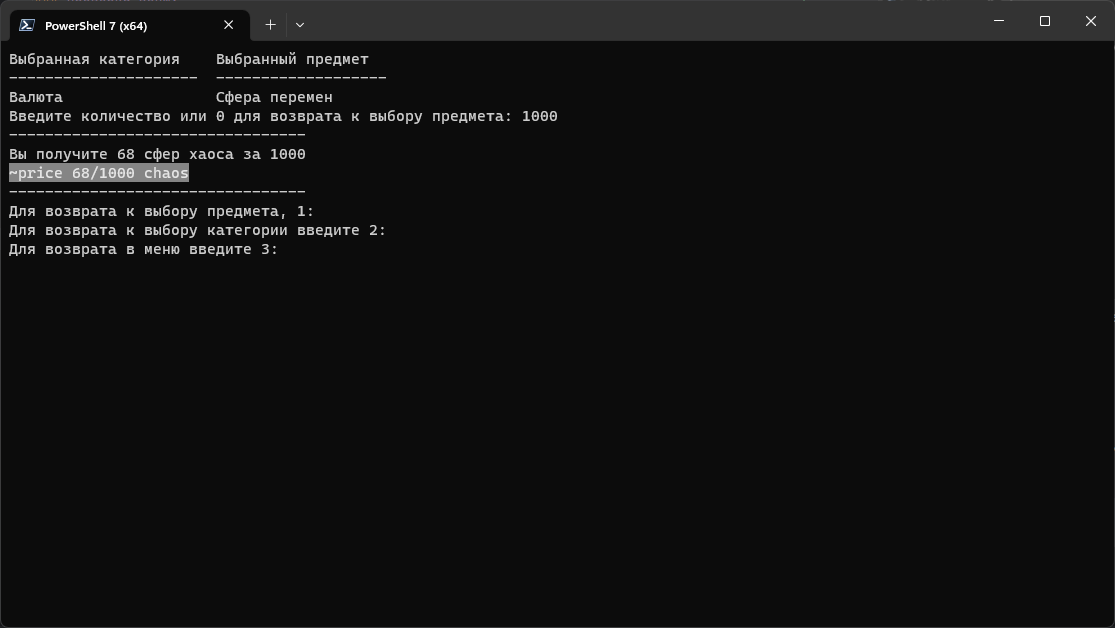 PowerShell 7 (x64)
Выбранная категория    Выбранный предмет
---------------------  -------------------
Валюта                 Сфера перемен
Введите количество или 0 для возврата к выбору предмета: 1000
---------------------------------
Вы получите 68 сфер хаоса за 1000
~price 68/1000 chaos
---------------------------------
Для возврата к выбору предмета, 1:
Для возврата к выбору категории введите 2:
Для возврата в меню введите 3: